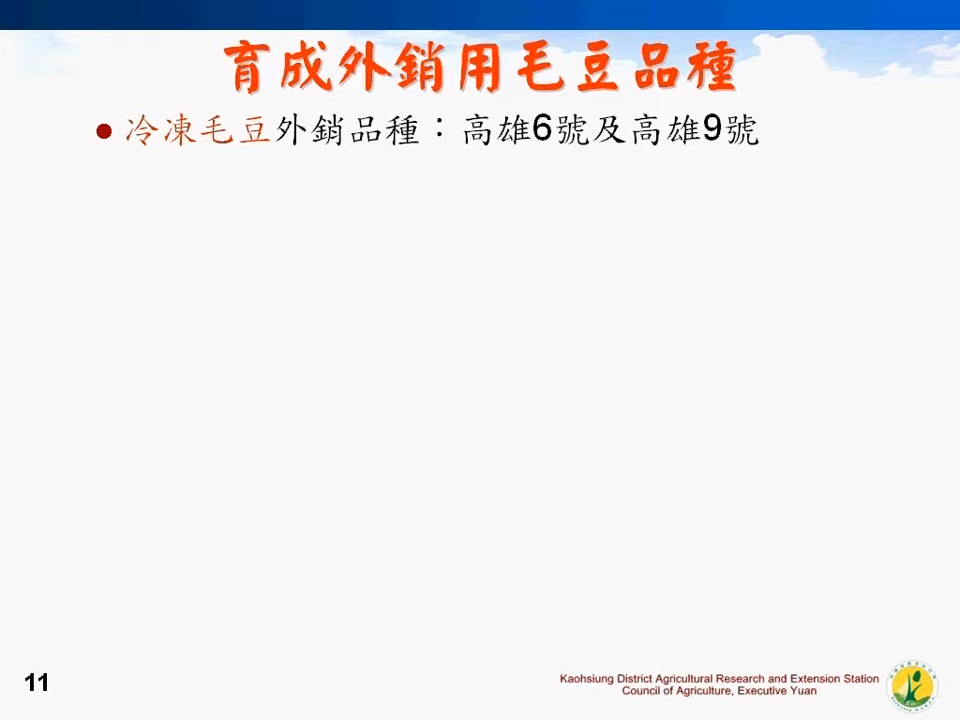 育成外銷用毛豆品種
冷凍毛豆外銷品種：高雄6號及高雄9號
11
Kaohsiung District Agricultural Research and Extension Station
Council of Agriculture, Executive Yuan